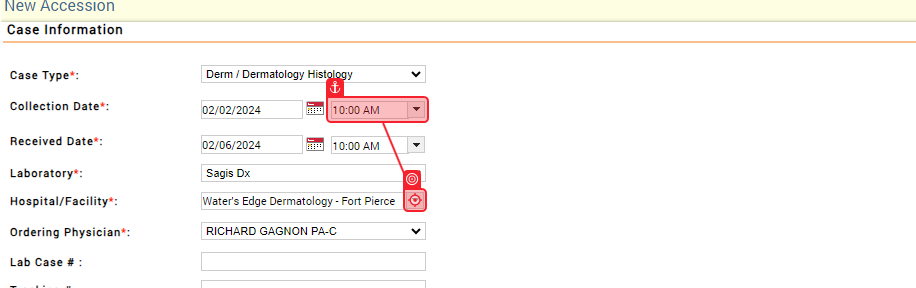 New Accession
Case Information
Case Type*: Derm / Dermatology Histology
Collection Date*: 02/02/2024 10:00 AM
Received Date*: 02/06/2024 10:00 AM
Laboratory*: Sagis Dx
Hospital/Facility*: Water's Edge Dermatology - Fort Pierce
Ordering Physician*: RICHARD GAGNON PA-C
Lab Case # :